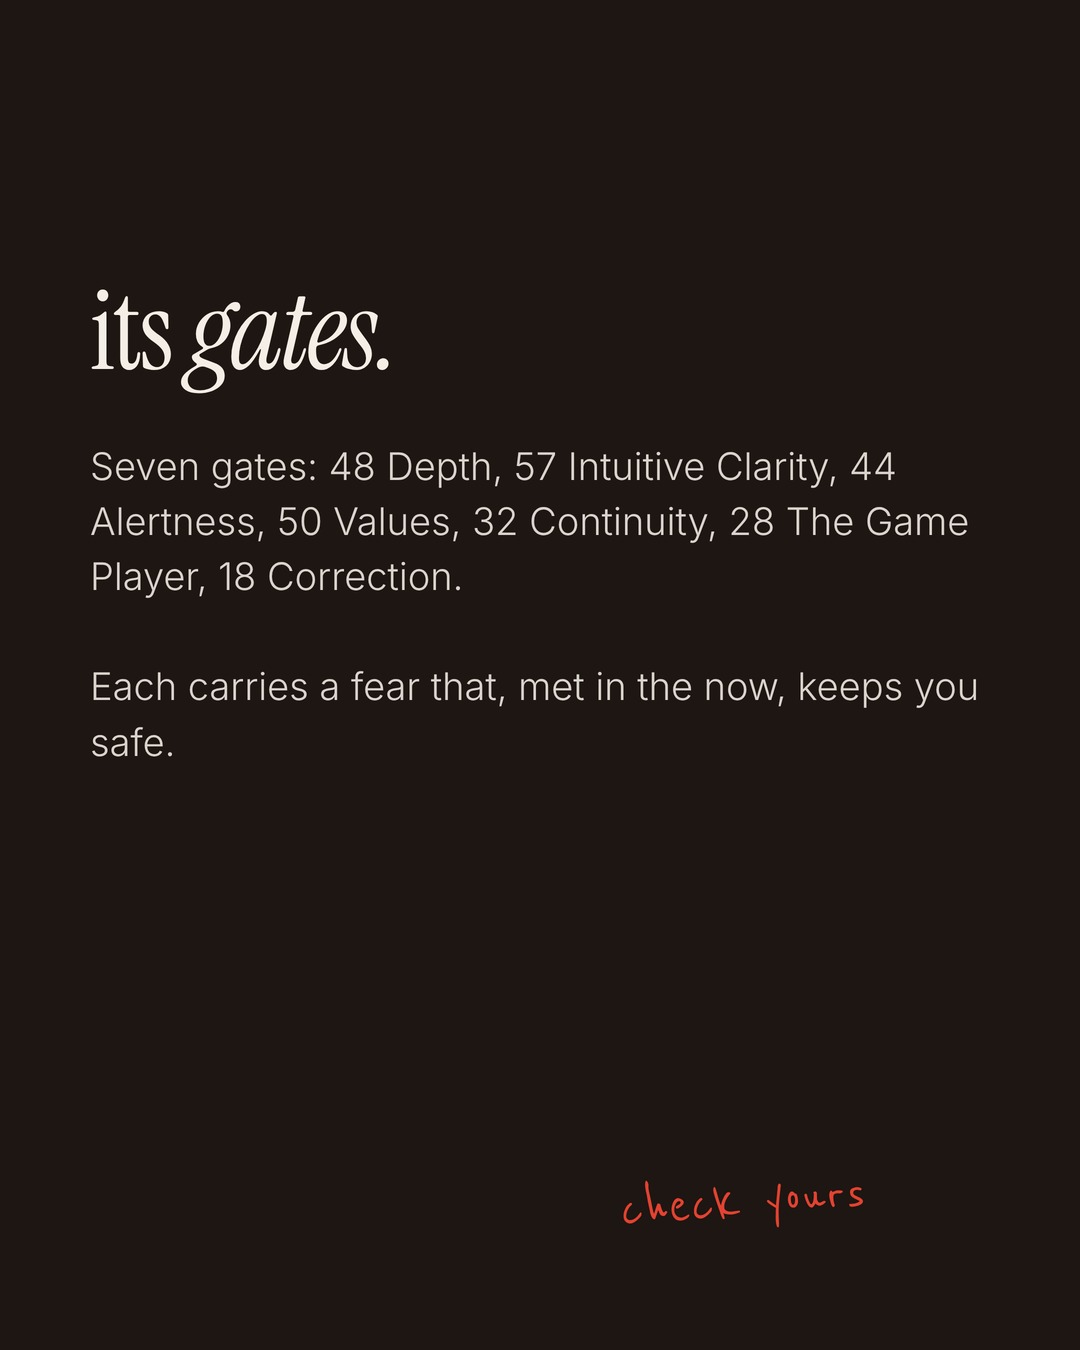 its gates.
Seven gates: 48 Depth, 57 Intuitive Clarity, 44
Alertness, 50 Values, 32 Continuity, 28 The Game
Player, 18 Correction.
Each carries a fear that, met in the now, keeps you
safe.
check yours